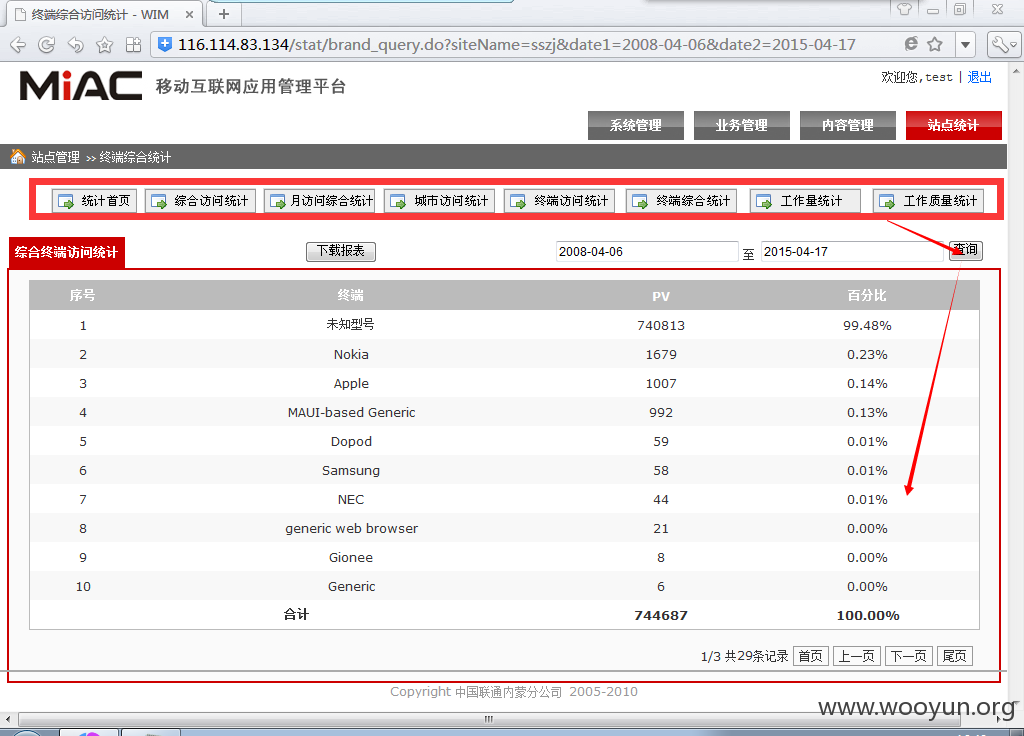 终端综合访问统计 - WIM
116.114.83.134/stat/brand_query.do?siteName=sszj&date1=2008-04-06&date2=2015-04-17
MiAC 移动互联网应用管理平台
欢迎您,test | 退出
系统管理 业务管理 内容管理 站点统计
站点管理 >> 终端综合统计
统计首页 综合访问统计 月访问综合统计 城市访问统计 终端访问统计 终端综合统计 工作量统计 工作质量统计
综合终端访问统计 下载报表 2008-04-06 至 2015-04-17 查询
序号 终端 PV 百分比
1 未知型号 740813 99.48%
2 Nokia 1679 0.23%
3 Apple 1007 0.14%
4 MAUI-based Generic 992 0.13%
5 Dopod 59 0.01%
6 Samsung 58 0.01%
7 NEC 44 0.01%
8 generic web browser 21 0.00%
9 Gionee 8 0.00%
10 Generic 6 0.00%
合计 744687 100.00%
1/3 共29条记录 首页 上一页 下一页 尾页
Copyright 中国联通内蒙分公司 2005-2010
www.wooyun.org